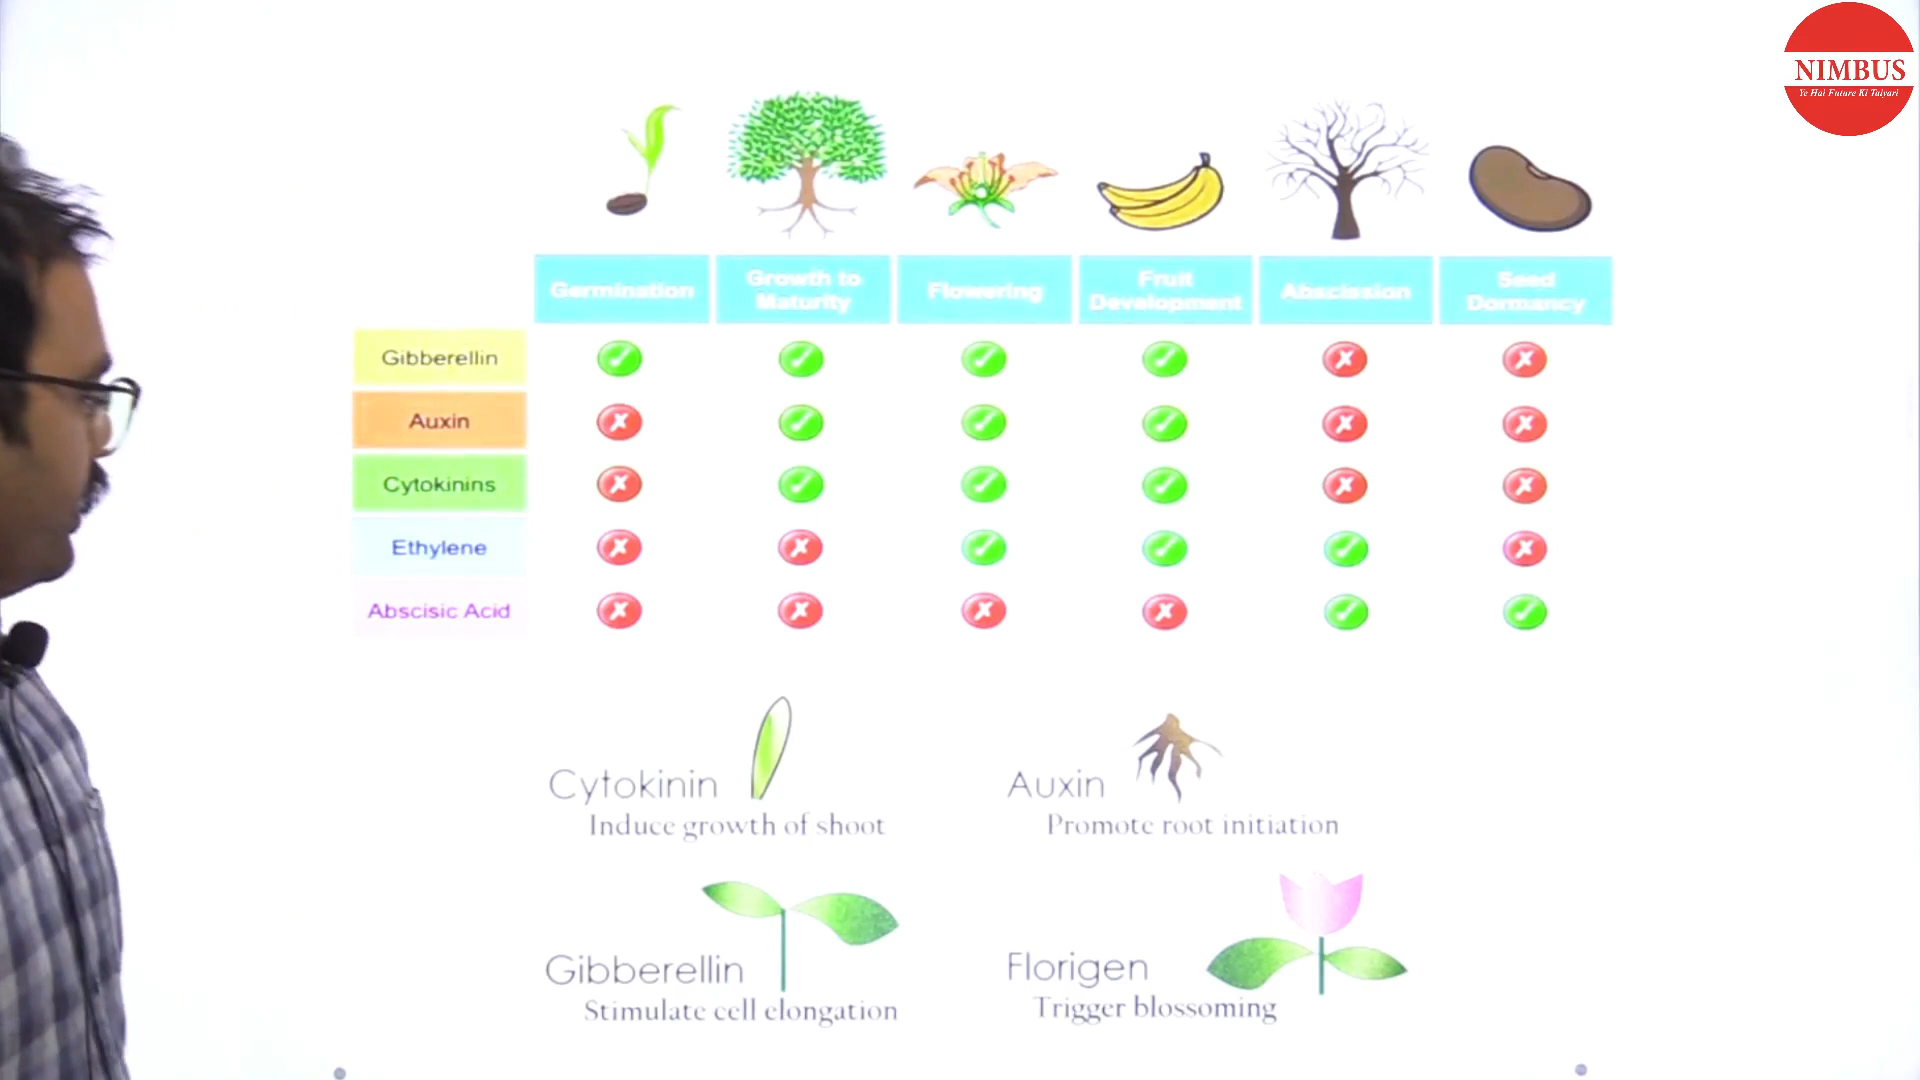 NIMBUS
Ye Hai Future Ki Taiyari
Germination
Growth to
Maturity
Flowering
Fruit
Development
Abscission
Seed
Dormancy
Gibberellin
Auxin
Cytokinins
Ethylene
Abscisic Acid
Cytokinin
Induce growth of shoot
Auxin
Promote root initiation
Gibberellin
Stimulate cell elongation
Florigen
Trigger blossoming